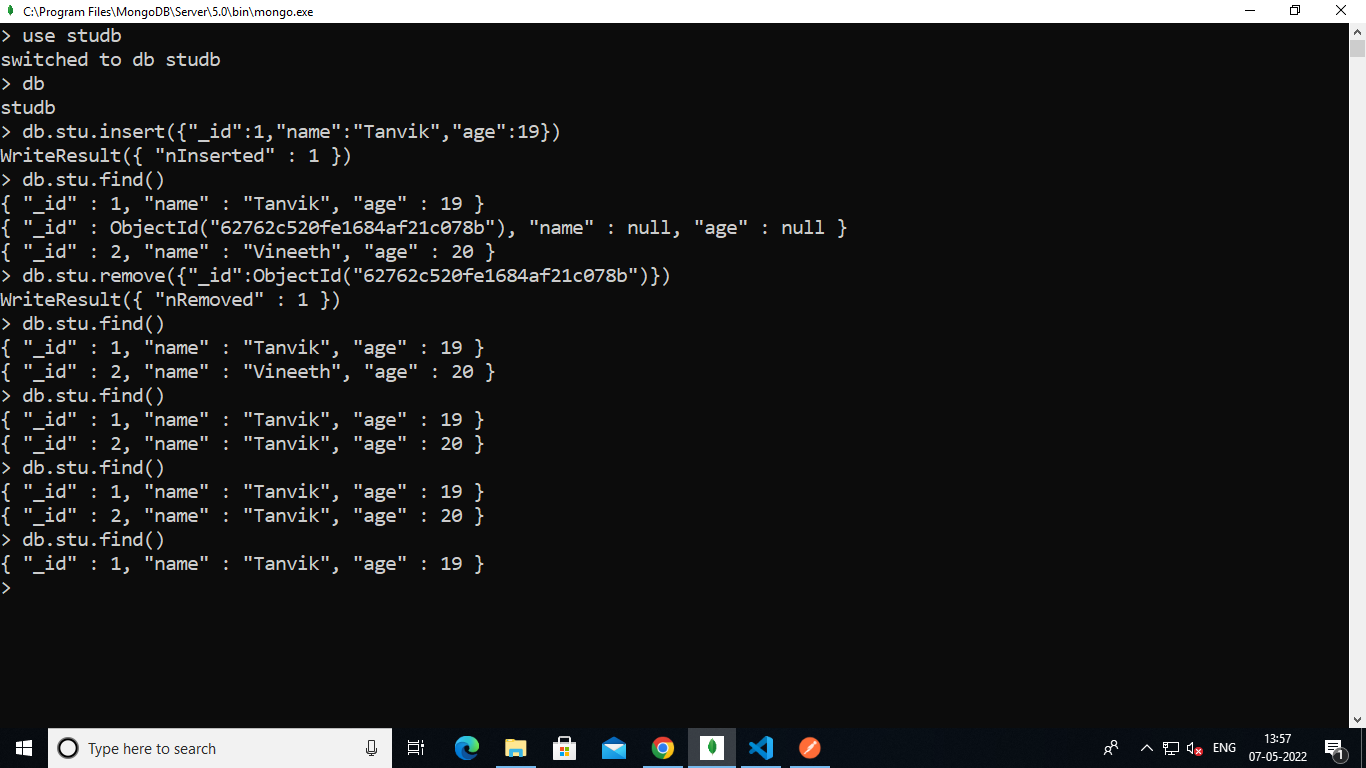 C:\Program Files\MongoDB\Server\5.0\bin\mongo.exe
> use studb
switched to db studb
> db
studb
> db.stu.insert({"_id":1,"name":"Tanvik","age":19})
WriteResult({ "nInserted" : 1 })
> db.stu.find()
{ "_id" : 1, "name" : "Tanvik", "age" : 19 }
{ "_id" : ObjectId("62762c520fe1684af21c078b"), "name" : null, "age" : null }
{ "_id" : 2, "name" : "Vineeth", "age" : 20 }
> db.stu.remove({"_id":ObjectId("62762c520fe1684af21c078b")})
WriteResult({ "nRemoved" : 1 })
> db.stu.find()
{ "_id" : 1, "name" : "Tanvik", "age" : 19 }
{ "_id" : 2, "name" : "Vineeth", "age" : 20 }
> db.stu.find()
{ "_id" : 1, "name" : "Tanvik", "age" : 19 }
{ "_id" : 2, "name" : "Tanvik", "age" : 20 }
> db.stu.find()
{ "_id" : 1, "name" : "Tanvik", "age" : 19 }
{ "_id" : 2, "name" : "Tanvik", "age" : 20 }
> db.stu.find()
{ "_id" : 1, "name" : "Tanvik", "age" : 19 }
>
Type here to search
ENG
13:57
07-05-2022
1